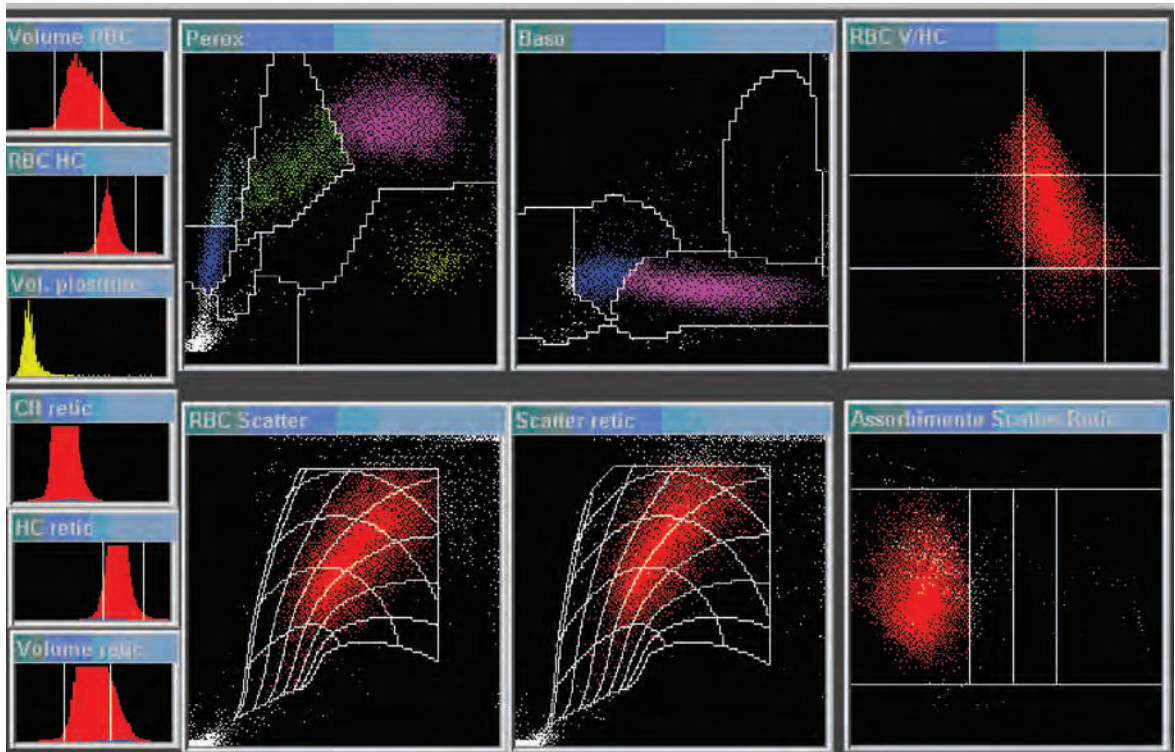 Volume RBC
Perox
Baso
RBC V/HC
RBC HC
Vol.
CH retic
RBC Scatter
Scatter retic
Assorbimento Scatter Retic
HC retic
Volume retic